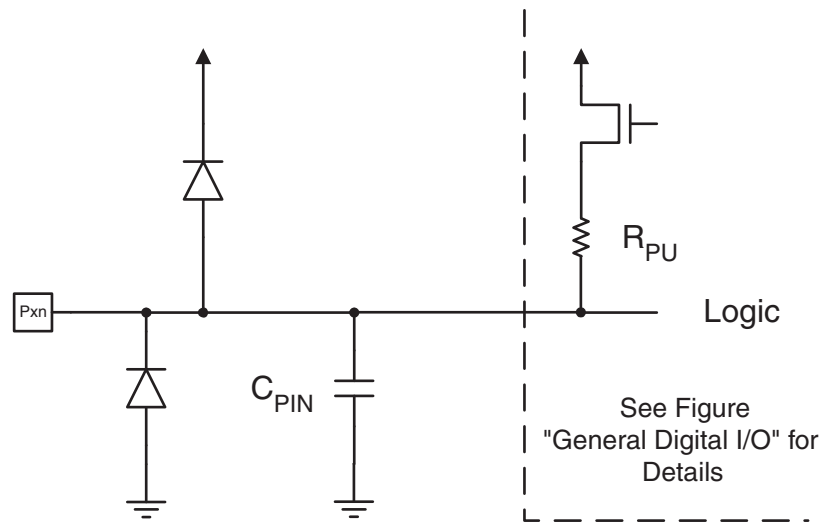 R_PU
Pxn
Logic
C_PIN
See Figure
"General Digital I/O" for
Details